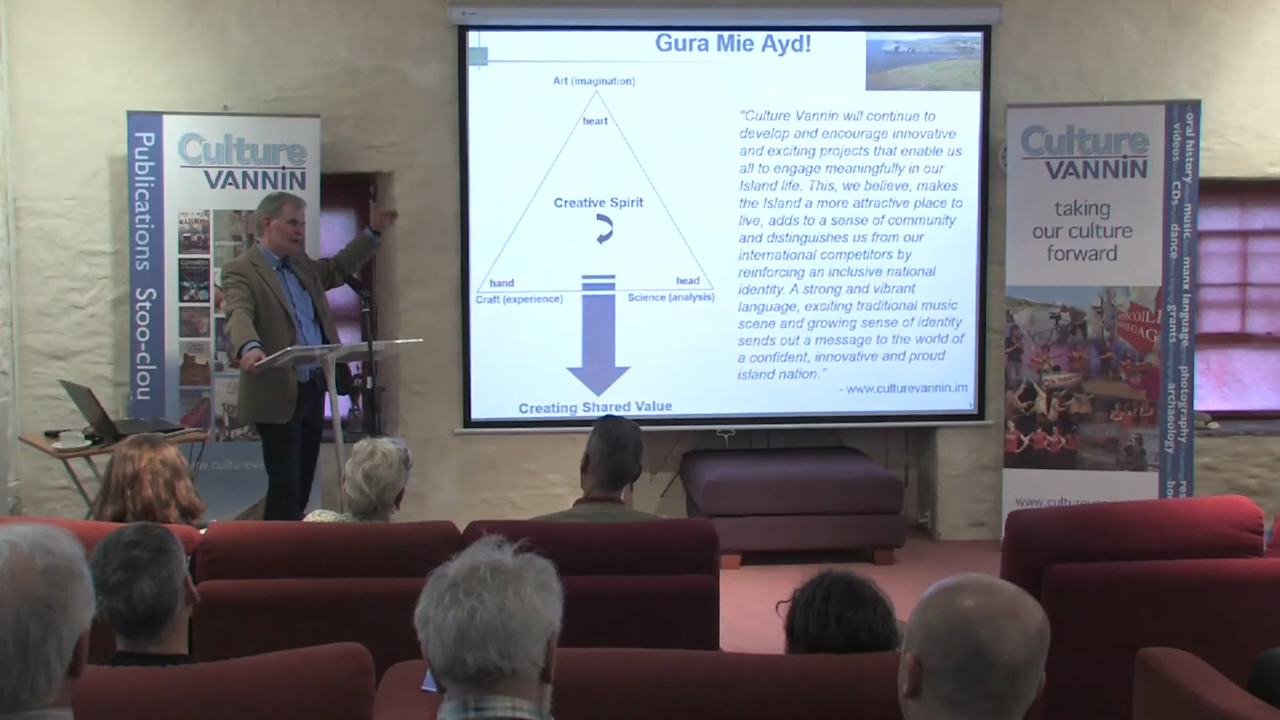 Gura Mie Ayd!
Art (imagination)
heart
Creative Spirit
hand
head
Craft (experience)
Science (analysis)
Creating Shared Value
"Culture Vannin will continue to
develop and encourage innovative
and exciting projects that enable us
all to engage meaningfully in our
Island life. This, we believe, makes
the Island a more attractive place to
live, adds to a sense of community
and distinguishes us from our
international competitors by
reinforcing an inclusive national
identity. A strong and vibrant
language, exciting traditional music
scene and growing sense of identity
sends out a message to the world of
a confident, innovative and proud
island nation."
- www.culturevannin.im
Publications Stoo-clou
Culture
VANNIN
Culture
VANNIN
taking
our culture
forward
oral history music manx language photography
videos CDs dance grants archaeology